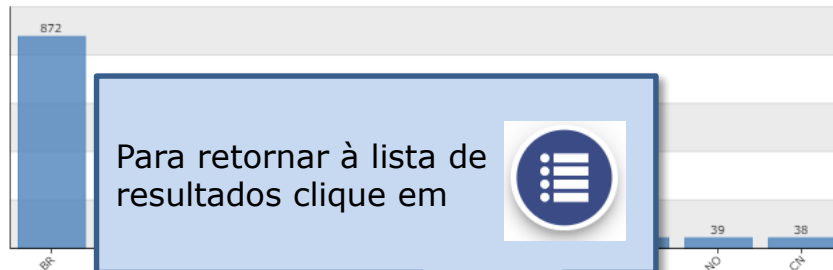 872
Para retornar à lista de
resultados clique em
39
38
BR
NO
CN